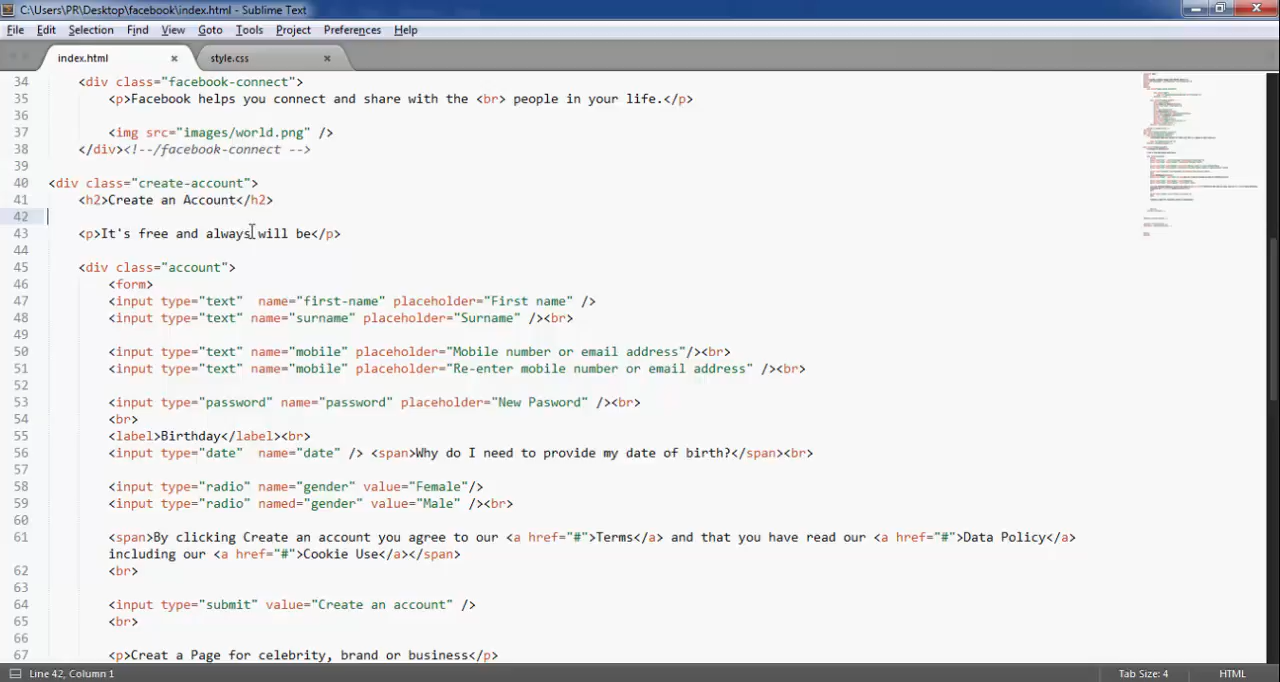 C:\Users\PR\Desktop\facebook\index.html - Sublime Text
File Edit Selection Find View Goto Tools Project Preferences Help
index.html × style.css ×
34 <div class="facebook-connect">
35 <p>Facebook helps you connect and share with the <br> people in your life.</p>
36
37 <img src="images/world.png" />
38 </div><!--/facebook-connect -->
39
40 <div class="create-account">
41 <h2>Create an Account</h2>
42
43 <p>It's free and always will be</p>
44
45 <div class="account">
46 <form>
47 <input type="text"  name="first-name" placeholder="First name" />
48 <input type="text" name="surname" placeholder="Surname" /><br>
49
50 <input type="text" name="mobile" placeholder="Mobile number or email address"/><br>
51 <input type="text" name="mobile" placeholder="Re-enter mobile number or email address" /><br>
52
53 <input type="password" name="password" placeholder="New Pasword" /><br>
54 <br>
55 <label>Birthday</label><br>
56 <input type="date"  name="date" /> <span>Why do I need to provide my date of birth?</span><br>
57
58 <input type="radio" name="gender" value="Female"/>
59 <input type="radio" named="gender" value="Male" /><br>
60
61 <span>By clicking Create an account you agree to our <a href="#">Terms</a> and that you have read our <a href="#">Data Policy</a>
including our <a href="#">Cookie Use</a></span>
62 <br>
63
64 <input type="submit" value="Create an account" />
65 <br>
66
67 <p>Creat a Page for celebrity, brand or business</p>
Line 42, Column 1 Tab Size: 4 HTML